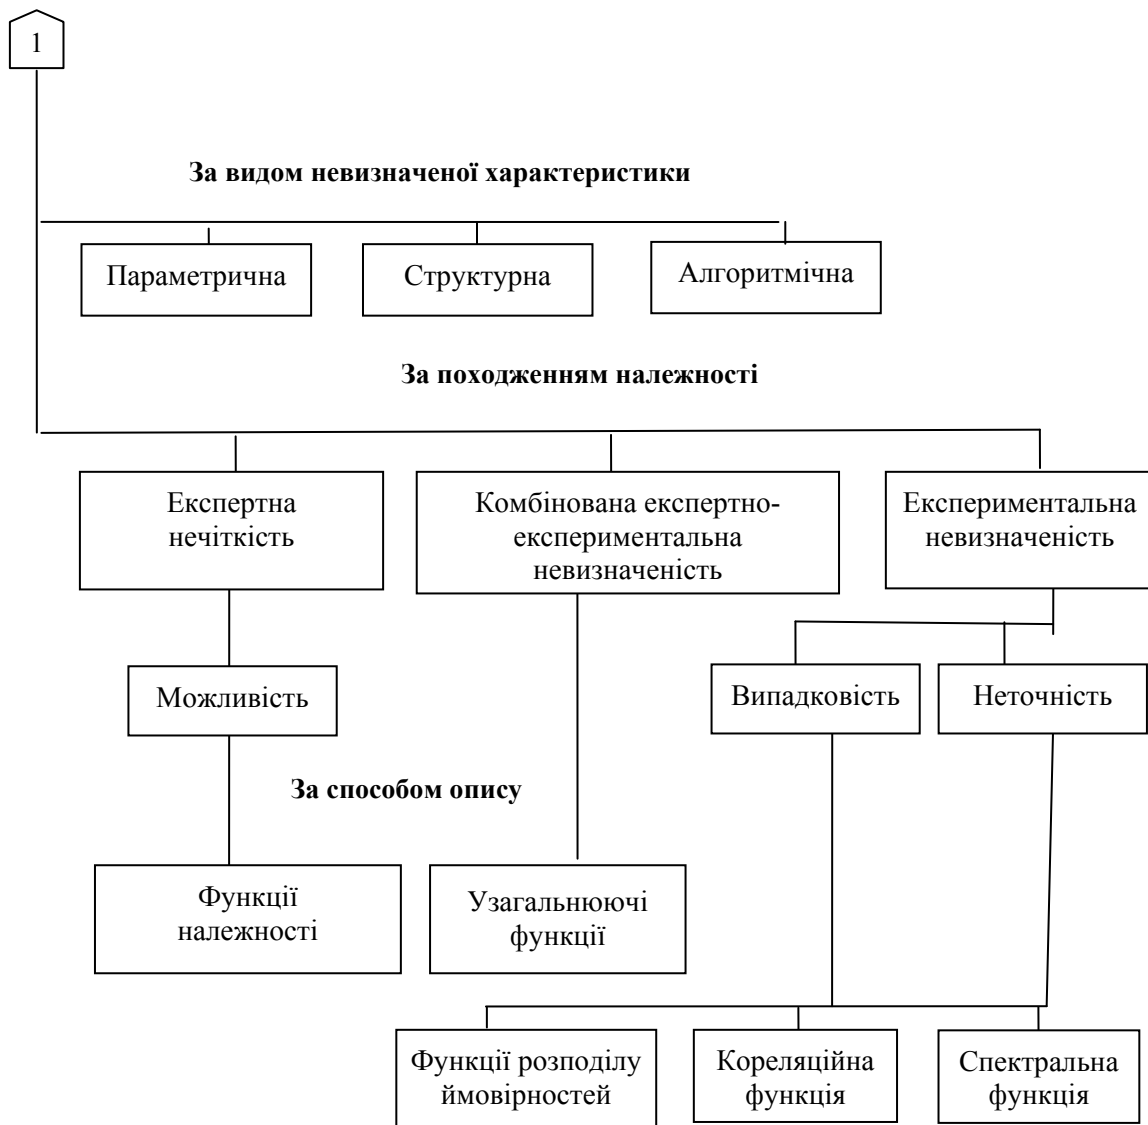 1
За видом невизначеної характеристики
Параметрична
Структурна
Алгоритмічна
За походженням належності
Експертна
нечіткість
Комбінована експертно-
експериментальна
невизначеність
Експериментальна
невизначеність
Можливість
Випадковість
Неточність
За способом опису
Функції
належності
Узагальнюючі
функції
Функції розподілу
ймовірностей
Кореляційна
функція
Спектральна
функція